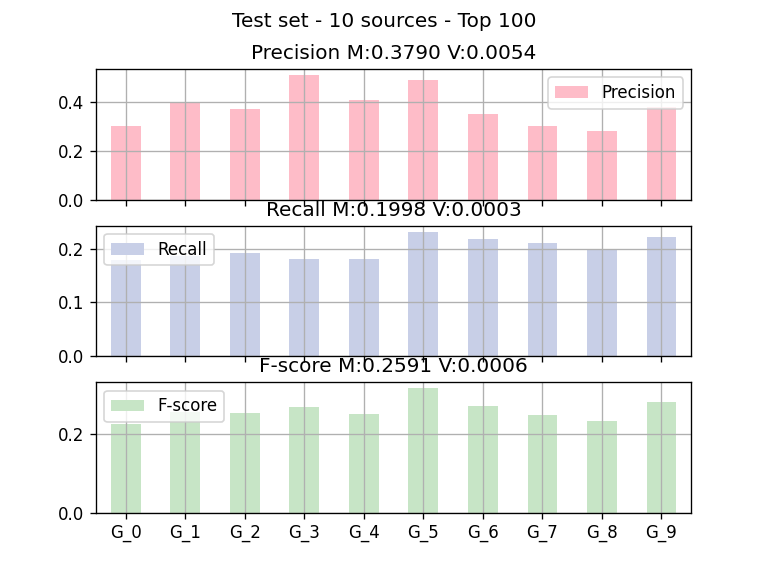 Test set - 10 sources - Top 100
Precision M:0.3790 V:0.0054
0.4
0.2
0.0
Precision
Recall M:0.1998 V:0.0003
0.2
0.1
0.0
Recall
F-score M:0.2591 V:0.0006
0.2
0.0
F-score
G_0 G_1 G_2 G_3 G_4 G_5 G_6 G_7 G_8 G_9